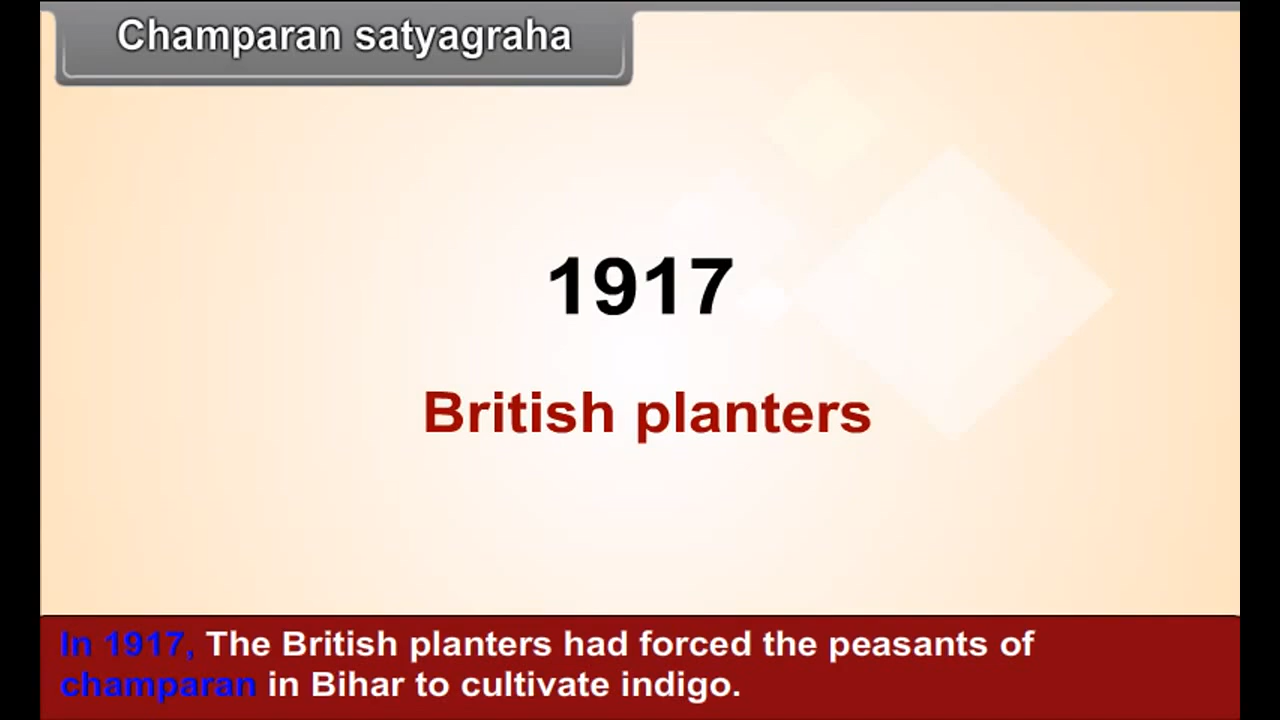 Champaran satyagraha
1917
British planters
In 1917, The British planters had forced the peasants of
champaran in Bihar to cultivate indigo.